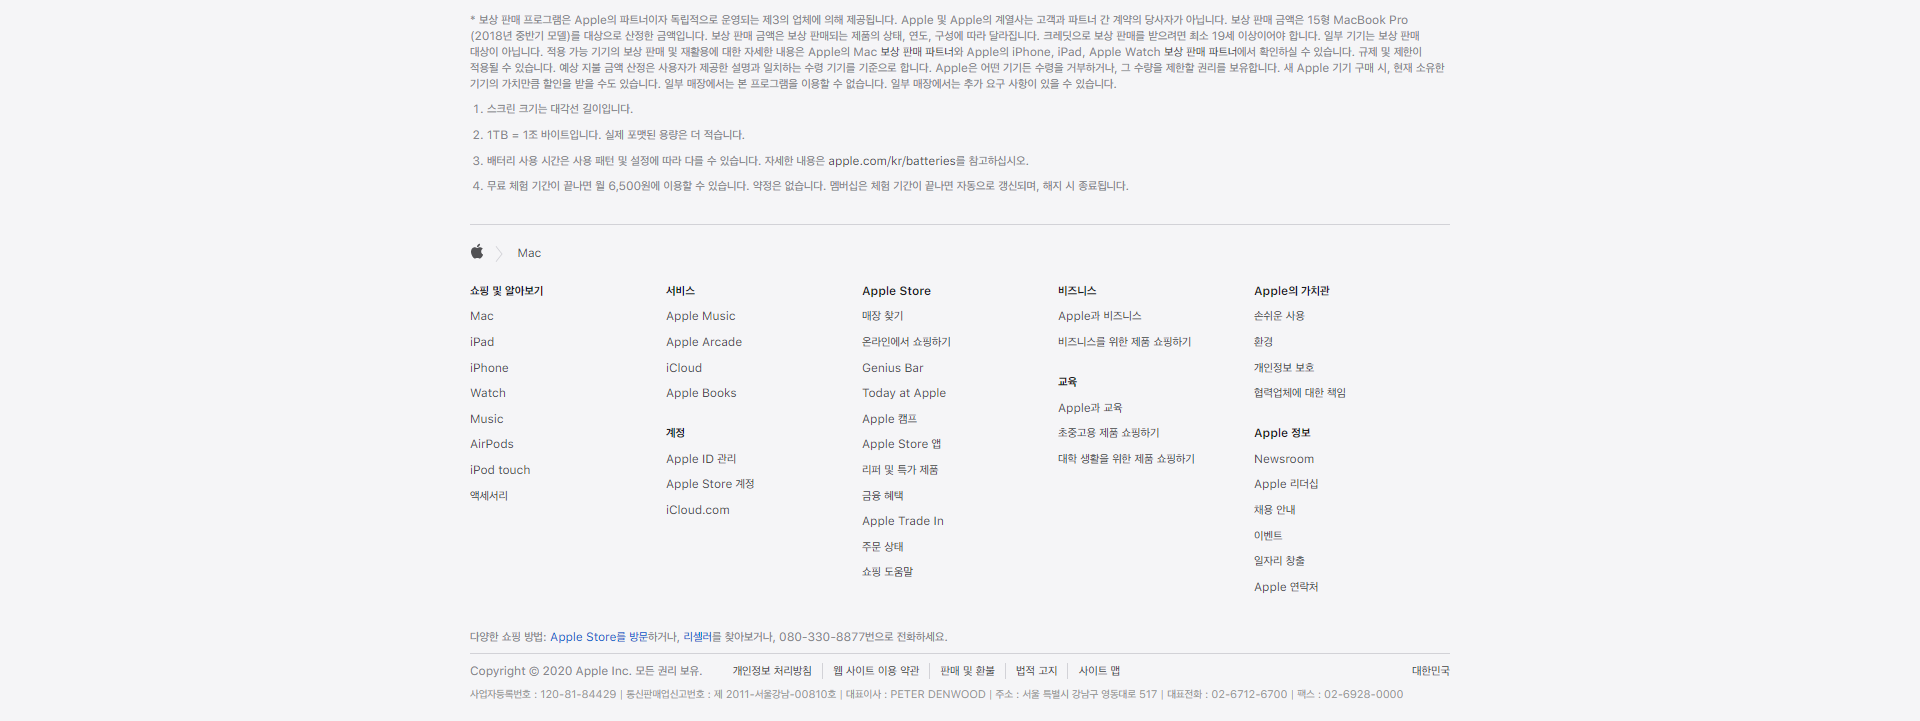 * 보상 판매 프로그램은 Apple의 파트너이자 독립적으로 운영되는 제3의 업체에 의해 제공됩니다. Apple 및 Apple의 계열사는 고객과 파트너 간 계약의 당사자가 아닙니다. 보상 판매 금액은 15형 MacBook Pro
(2018년 중반기 모델)를 대상으로 산정한 금액입니다. 보상 판매 금액은 보상 판매되는 제품의 상태, 연도, 구성에 따라 달라집니다. 크레딧으로 보상 판매를 받으려면 최소 19세 이상이어야 합니다. 일부 기기는 보상 판매
대상이 아닙니다. 적용 가능 기기의 보상 판매 및 재활용에 대한 자세한 내용은 Apple의 Mac 보상 판매 파트너와 Apple의 iPhone, iPad, Apple Watch 보상 판매 파트너에서 확인하실 수 있습니다. 규제 및 제한이
적용될 수 있습니다. 예상 지불 금액 산정은 사용자가 제공한 설명과 일치하는 수령 기기를 기준으로 합니다. Apple은 어떤 기기든 수령을 거부하거나, 그 수량을 제한할 권리를 보유합니다. 새 Apple 기기 구매 시, 현재 소유한
기기의 가치만큼 할인을 받을 수도 있습니다. 일부 매장에서는 본 프로그램을 이용할 수 없습니다. 일부 매장에서는 추가 요구 사항이 있을 수 있습니다.
1. 스크린 크기는 대각선 길이입니다.
2. 1TB = 1조 바이트입니다. 실제 포맷된 용량은 더 적습니다.
3. 배터리 사용 시간은 사용 패턴 및 설정에 따라 다를 수 있습니다. 자세한 내용은 apple.com/kr/batteries를 참고하십시오.
4. 무료 체험 기간이 끝나면 월 6,500원에 이용할 수 있습니다. 약정은 없습니다. 멤버십은 체험 기간이 끝나면 자동으로 갱신되며, 해지 시 종료됩니다.
Mac
쇼핑 및 알아보기
Mac
iPad
iPhone
Watch
Music
AirPods
iPod touch
액세서리
서비스
Apple Music
Apple Arcade
iCloud
Apple Books
계정
Apple ID 관리
Apple Store 계정
iCloud.com
Apple Store
매장 찾기
온라인에서 쇼핑하기
Genius Bar
Today at Apple
Apple 캠프
Apple Store 앱
리퍼 및 특가 제품
금융 혜택
Apple Trade In
주문 상태
쇼핑 도움말
비즈니스
Apple과 비즈니스
비즈니스를 위한 제품 쇼핑하기
교육
Apple과 교육
초중고용 제품 쇼핑하기
대학 생활을 위한 제품 쇼핑하기
Apple의 가치관
손쉬운 사용
환경
개인정보 보호
협력업체에 대한 책임
Apple 정보
Newsroom
Apple 리더십
채용 안내
이벤트
일자리 창출
Apple 연락처
다양한 쇼핑 방법: Apple Store를 방문하거나, 리셀러를 찾아보거나, 080-330-8877번으로 전화하세요.
Copyright © 2020 Apple Inc. 모든 권리 보유. 개인정보 처리방침 | 웹 사이트 이용 약관 | 판매 및 환불 | 법적 고지 | 사이트 맵 대한민국
사업자등록번호 : 120-81-84429 | 통신판매업신고번호 : 제 2011-서울강남-00810호 | 대표이사 : PETER DENWOOD | 주소 : 서울 특별시 강남구 영동대로 517 | 대표전화 : 02-6712-6700 | 팩스 : 02-6928-0000